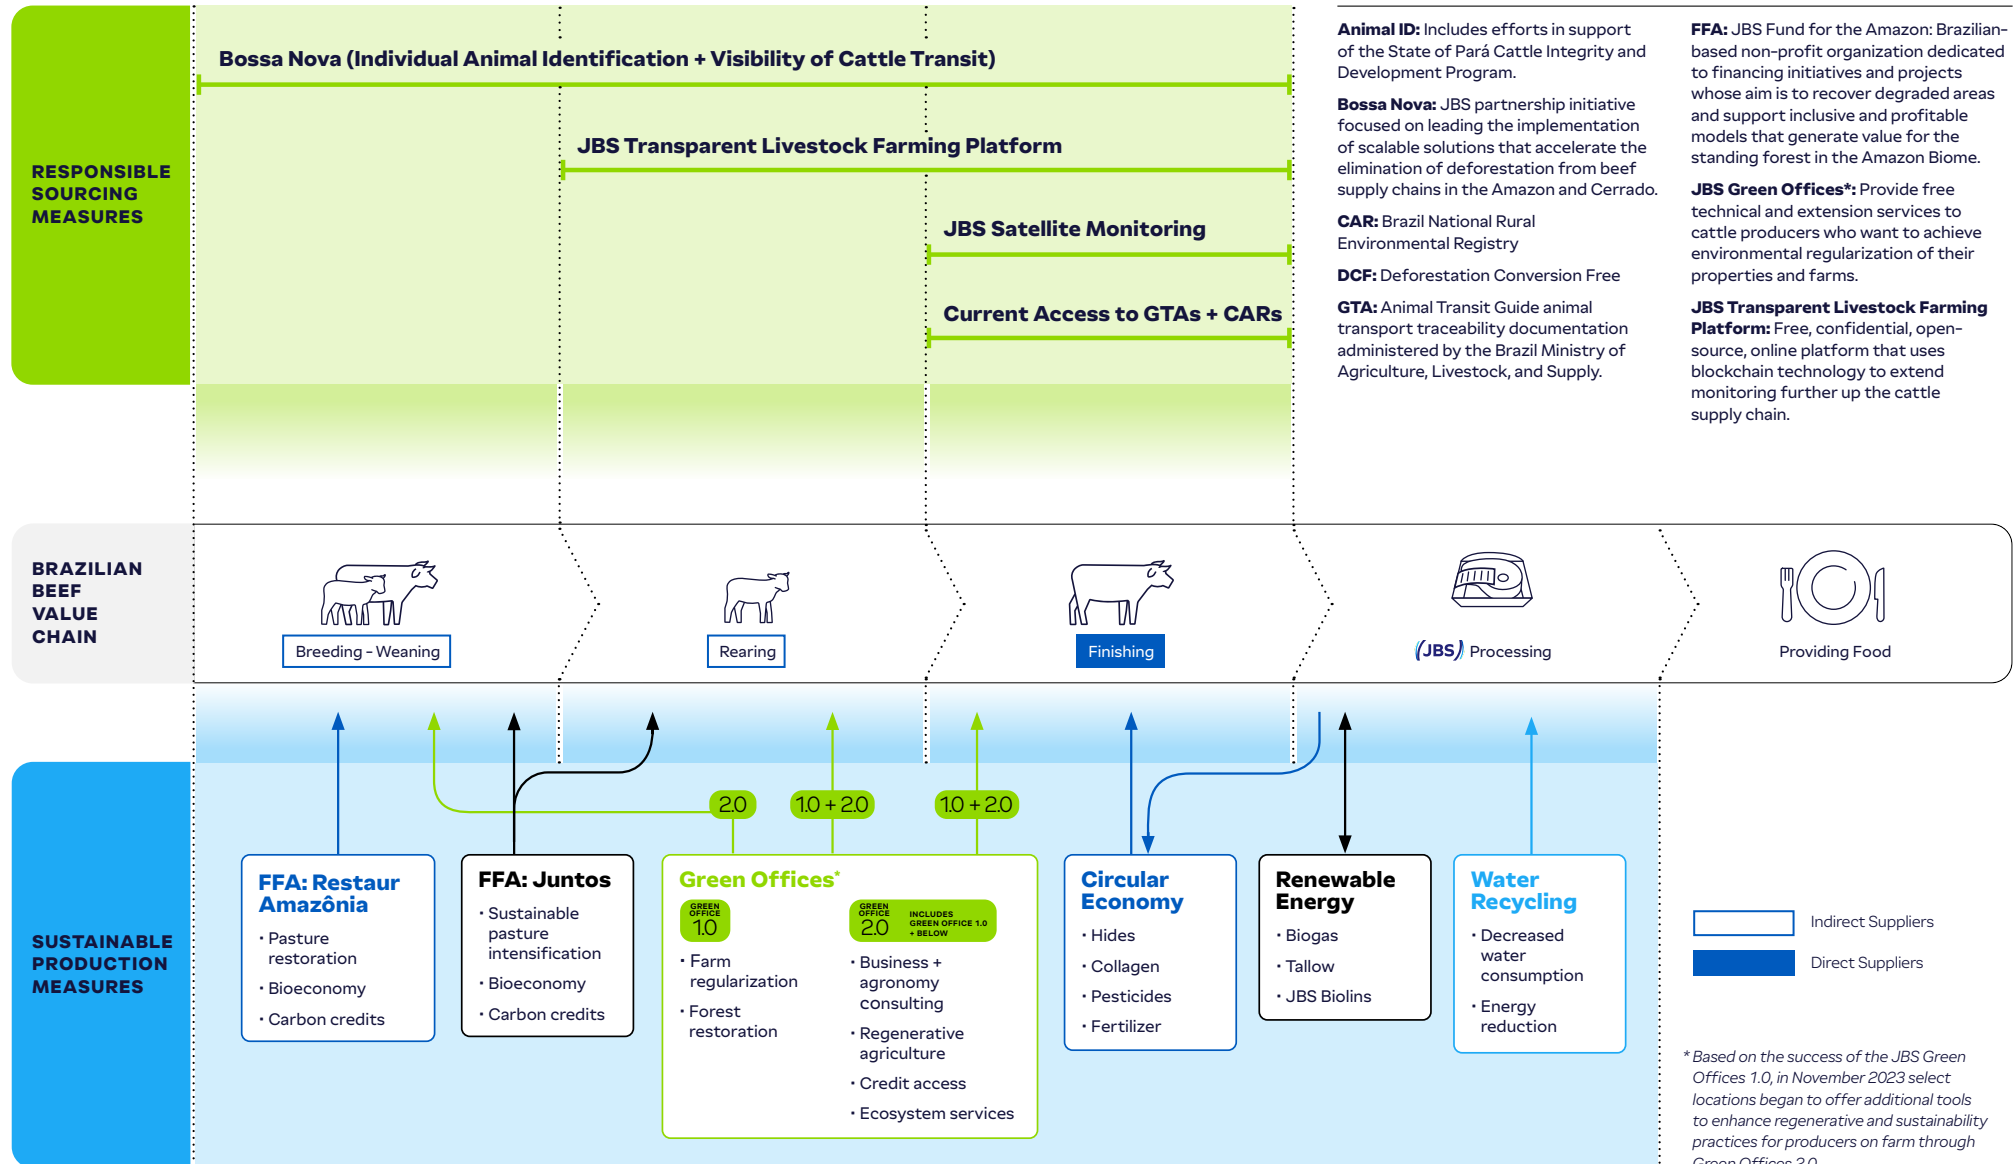 RESPONSIBLE
SOURCING
MEASURES
Bossa Nova (Individual Animal Identification + Visibility of Cattle Transit)
JBS Transparent Livestock Farming Platform
JBS Satellite Monitoring
Current Access to GTAs + CARs
Animal ID: Includes efforts in support
of the State of Pará Cattle Integrity and
Development Program.
Bossa Nova: JBS partnership initiative
focused on leading the implementation
of scalable solutions that accelerate the
elimination of deforestation from beef
supply chains in the Amazon and Cerrado.
CAR: Brazil National Rural
Environmental Registry
DCF: Deforestation Conversion Free
GTA: Animal Transit Guide animal
transport traceability documentation
administered by the Brazil Ministry of
Agriculture, Livestock, and Supply.
FFA: JBS Fund for the Amazon: Brazilian-
based non-profit organization dedicated
to financing initiatives and projects
whose aim is to recover degraded areas
and support inclusive and profitable
models that generate value for the
standing forest in the Amazon Biome.
JBS Green Offices*: Provide free
technical and extension services to
cattle producers who want to achieve
environmental regularization of their
properties and farms.
JBS Transparent Livestock Farming
Platform: Free, confidential, open-
source, online platform that uses
blockchain technology to extend
monitoring further up the cattle
supply chain.
BRAZILIAN
BEEF
VALUE
CHAIN
Breeding - Weaning
Rearing
Finishing
(JBS) Processing
Providing Food
SUSTAINABLE
PRODUCTION
MEASURES
2.0
1.0 + 2.0
1.0 + 2.0
FFA: Restaur
Amazônia
· Pasture
restoration
· Bioeconomy
· Carbon credits
FFA: Juntos
· Sustainable
pasture
intensification
· Bioeconomy
· Carbon credits
Green Offices*
GREEN
OFFICE
1.0
· Farm
regularization
· Forest
restoration
GREEN
OFFICE
2.0
INCLUDES
GREEN OFFICE 1.0
+ BELOW
· Business +
agronomy
consulting
· Regenerative
agriculture
· Credit access
· Ecosystem services
Circular
Economy
· Hides
· Collagen
· Pesticides
· Fertilizer
Renewable
Energy
· Biogas
· Tallow
· JBS Biolins
Water
Recycling
· Decreased
water
consumption
· Energy
reduction
Indirect Suppliers
Direct Suppliers
* Based on the success of the JBS Green
Offices 1.0, in November 2023 select
locations began to offer additional tools
to enhance regenerative and sustainability
practices for producers on farm through
Green Offices 2.0